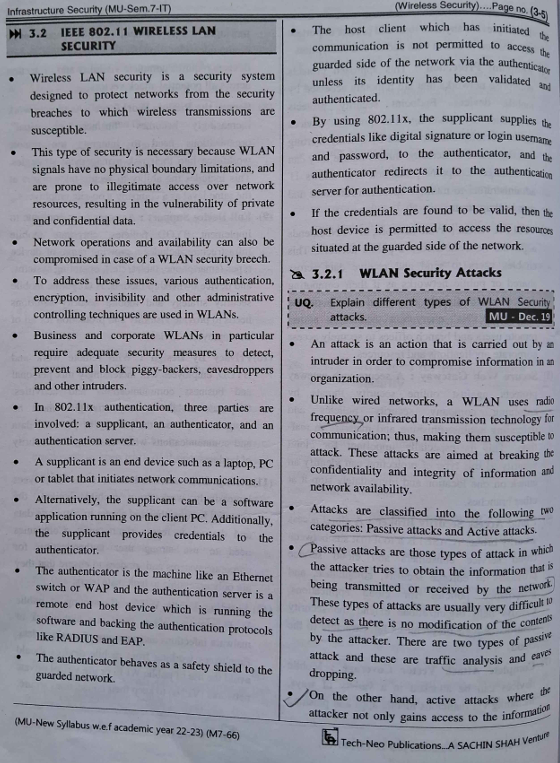 Infrastructure Security (MU-Sem.7-IT)
(Wireless Security)....Page no. (3-5)
3.2 IEEE 802.11 WIRELESS LAN
SECURITY
• Wireless LAN security is a security system
designed to protect networks from the security
breaches to which wireless transmissions are
susceptible.
• This type of security is necessary because WLAN
signals have no physical boundary limitations, and
are prone to illegitimate access over network
resources, resulting in the vulnerability of private
and confidential data.
• Network operations and availability can also be
compromised in case of a WLAN security breech.
• To address these issues, various authentication,
encryption, invisibility and other administrative
controlling techniques are used in WLANs.
• Business and corporate WLANs in particular
require adequate security measures to detect,
prevent and block piggy-backers, eavesdroppers
and other intruders.
• In 802.11x authentication, three parties are
involved: a supplicant, an authenticator, and an
authentication server.
• A supplicant is an end device such as a laptop, PC
or tablet that initiates network communications.
• Alternatively, the supplicant can be a software
application running on the client PC. Additionally,
the supplicant provides credentials to the
authenticator.
• The authenticator is the machine like an Ethernet
switch or WAP and the authentication server is a
remote end host device which is running the
software and backing the authentication protocols
like RADIUS and EAP.
• The authenticator behaves as a safety shield to the
guarded network.
• The host client which has initiated the
communication is not permitted to access the
guarded side of the network via the authenticator
unless its identity has been validated and
authenticated.
• By using 802.11x, the supplicant supplies the
credentials like digital signature or login username
and password, to the authenticator, and the
authenticator redirects it to the authentication
server for authentication.
• If the credentials are found to be valid, then the
host device is permitted to access the resources
situated at the guarded side of the network.
3.2.1 WLAN Security Attacks
UQ. Explain different types of WLAN Security
attacks. MU - Dec. 19
• An attack is an action that is carried out by an
intruder in order to compromise information in an
organization.
• Unlike wired networks, a WLAN uses radio
frequency or infrared transmission technology for
communication; thus, making them susceptible to
attack. These attacks are aimed at breaking the
confidentiality and integrity of information and
network availability.
• Attacks are classified into the following two
categories: Passive attacks and Active attacks.
• Passive attacks are those types of attack in which
the attacker tries to obtain the information that is
being transmitted or received by the network.
These types of attacks are usually very difficult to
detect as there is no modification of the contents
by the attacker. There are two types of passive
attack and these are traffic analysis and eaves
dropping.
• On the other hand, active attacks where the
attacker not only gains access to the information
(MU-New Syllabus w.e.f academic year 22-23) (M7-66)
Tech-Neo Publications...A SACHIN SHAH Venture